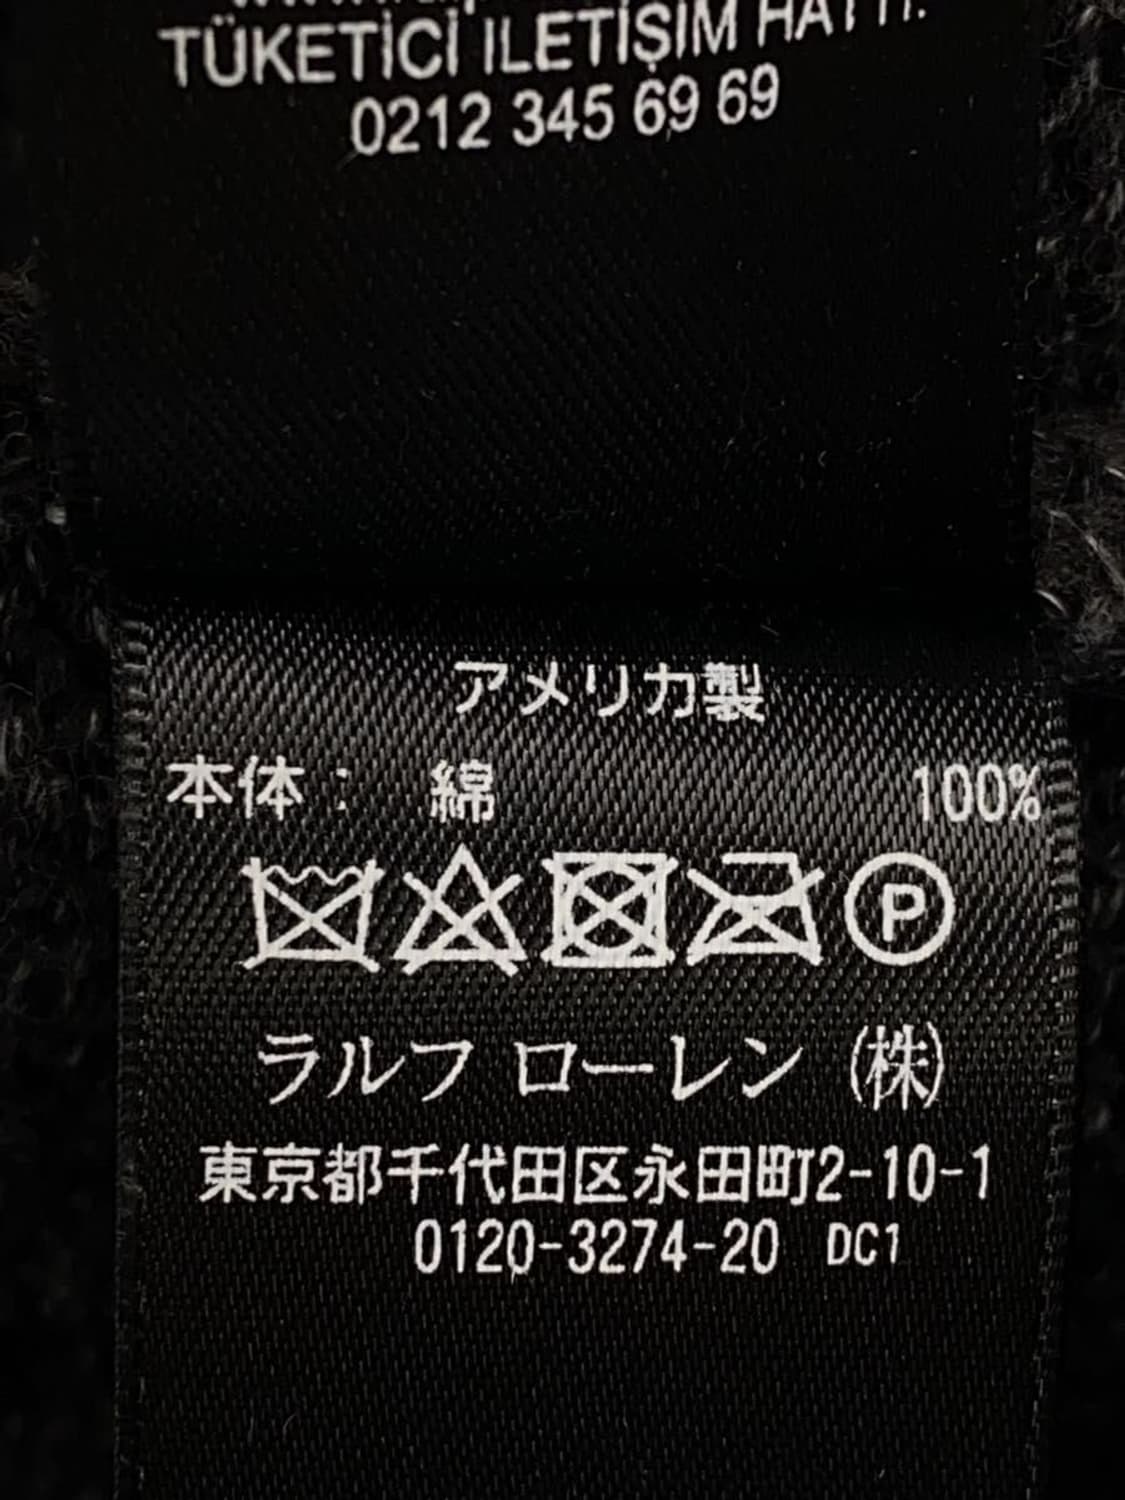 TÜKETİCİ İLETİŞİM HATTI:
0212 345 69 69
アメリカ製
本体： 綿 100%
P
ラルフ ローレン (株)
東京都千代田区永田町2-10-1
0120-3274-20 DC1